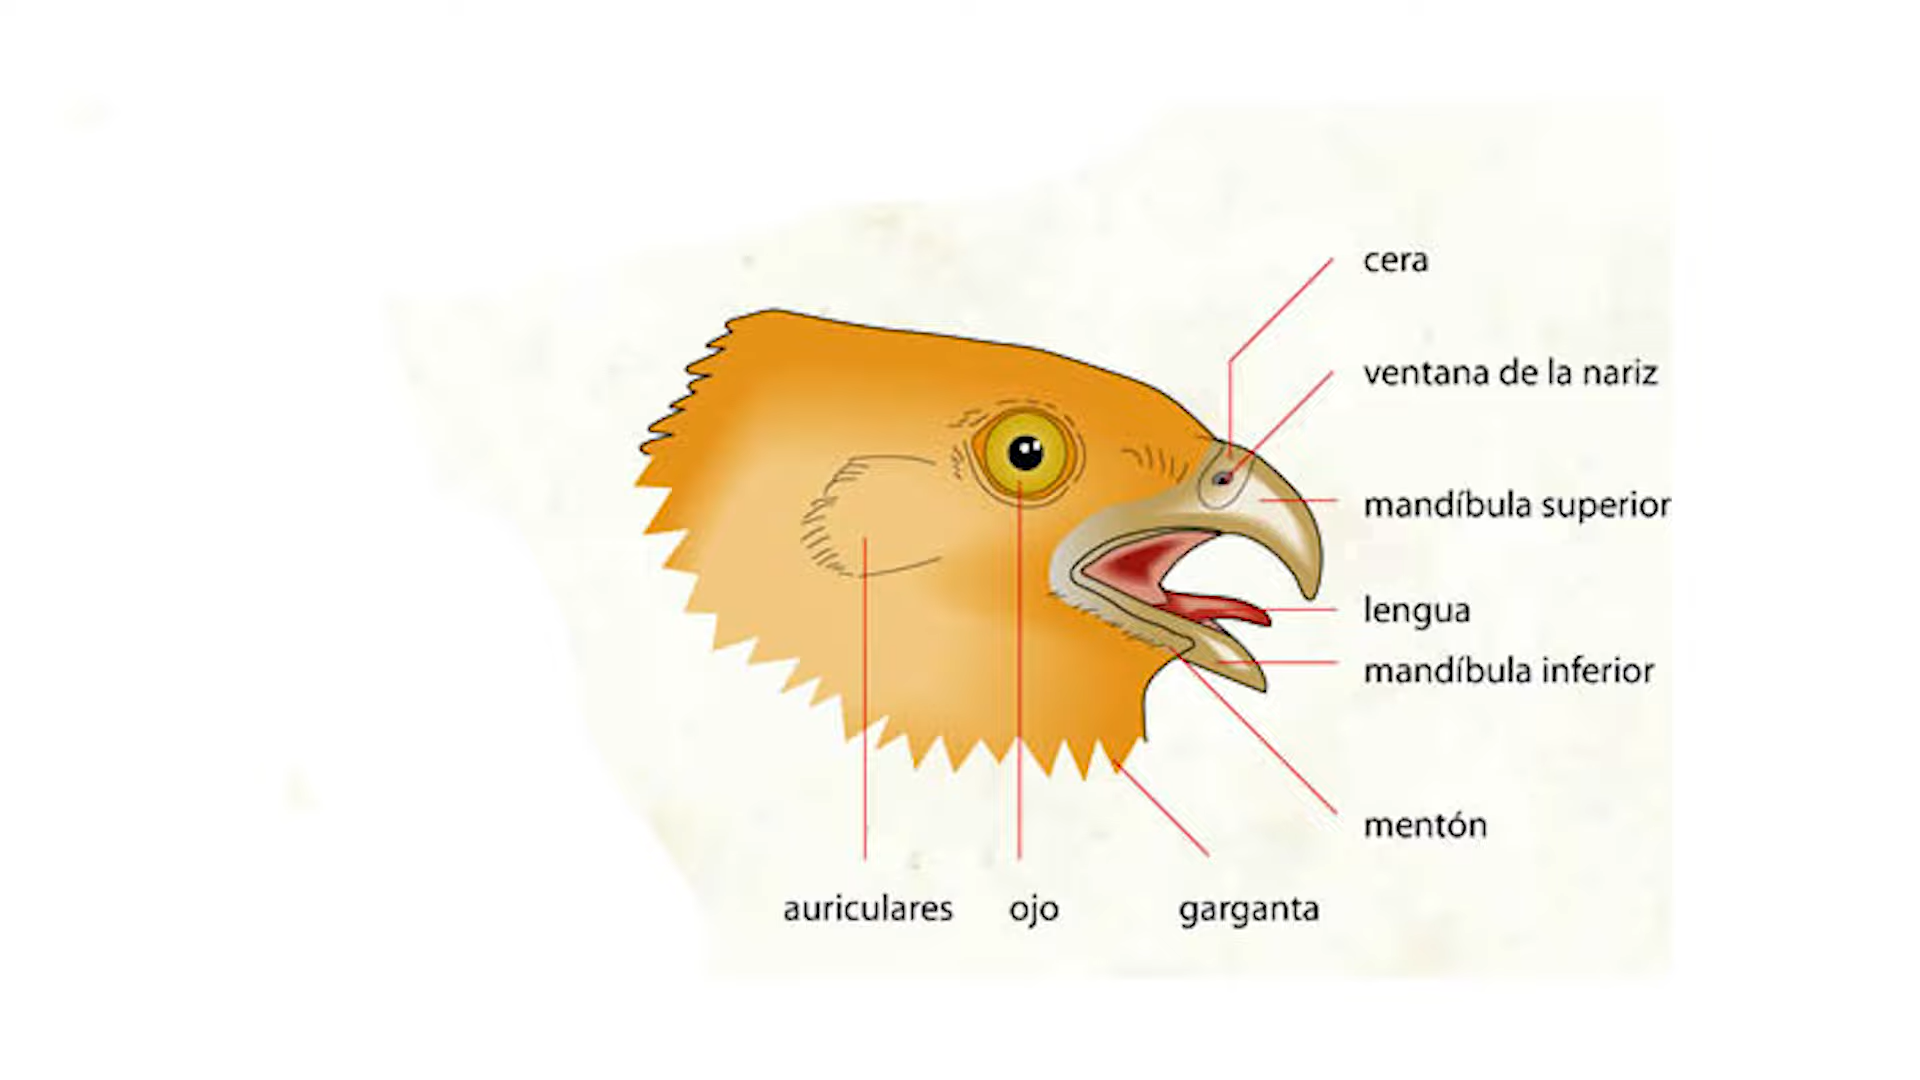 cera
ventana de la nariz
mandíbula superior
lengua
mandíbula inferior
mentón
auriculares
ojo
garganta